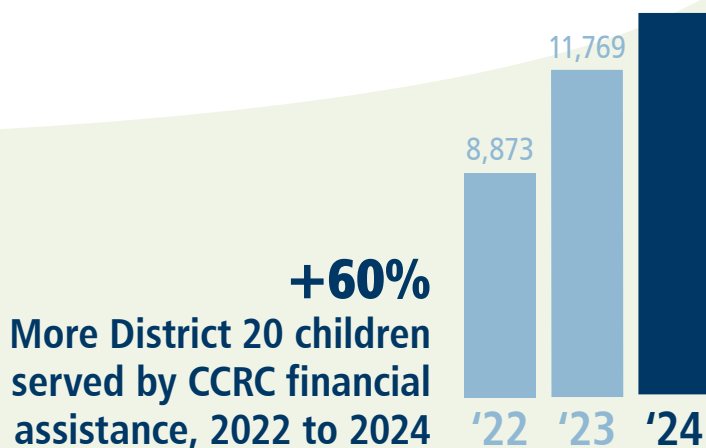 11,769
8,873
+60%
More District 20 children
served by CCRC financial
assistance, 2022 to 2024
‘22 ‘23 ‘24